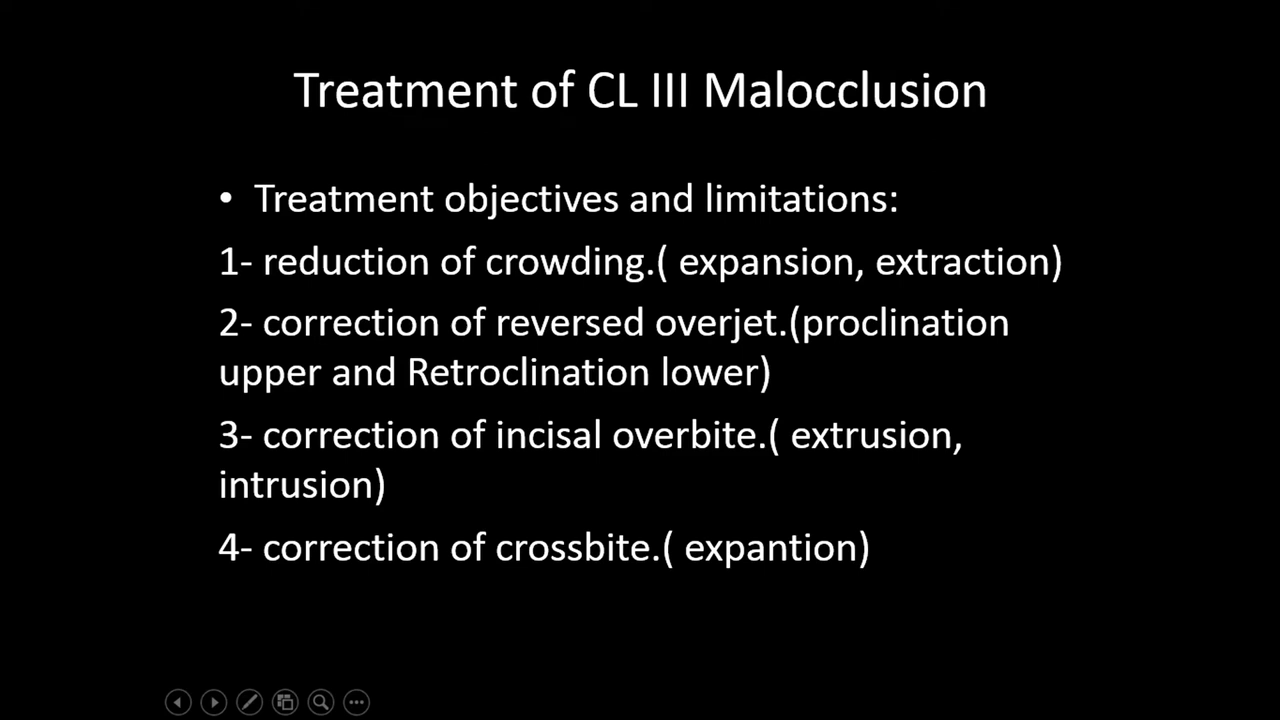 Treatment of CL III Malocclusion
• Treatment objectives and limitations:
1- reduction of crowding.( expansion, extraction)
2- correction of reversed overjet.(proclination
upper and Retroclination lower)
3- correction of incisal overbite.( extrusion,
intrusion)
4- correction of crossbite.( expantion)